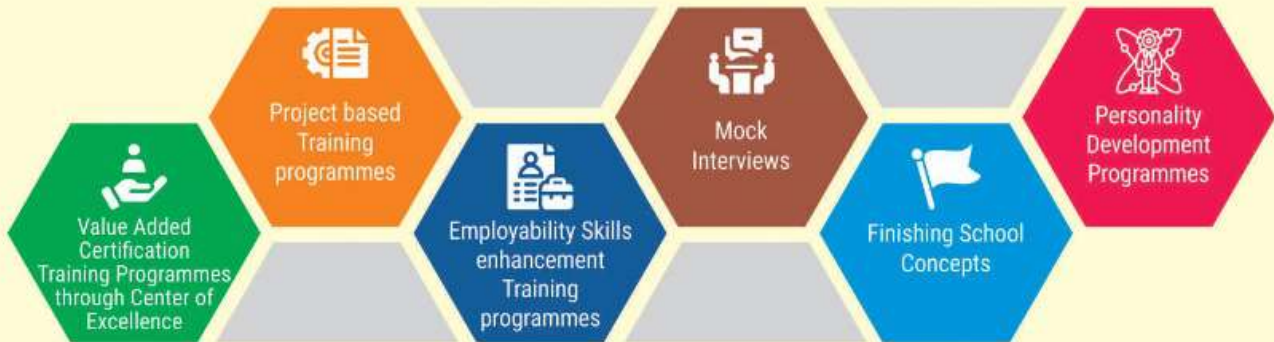 Value Added
Certification
Training Programmes
through Center of
Excellence
Project based
Training
programmes
Employability Skills
enhancement
Training
programmes
Mock
Interviews
Finishing School
Concepts
Personality
Development
Programmes